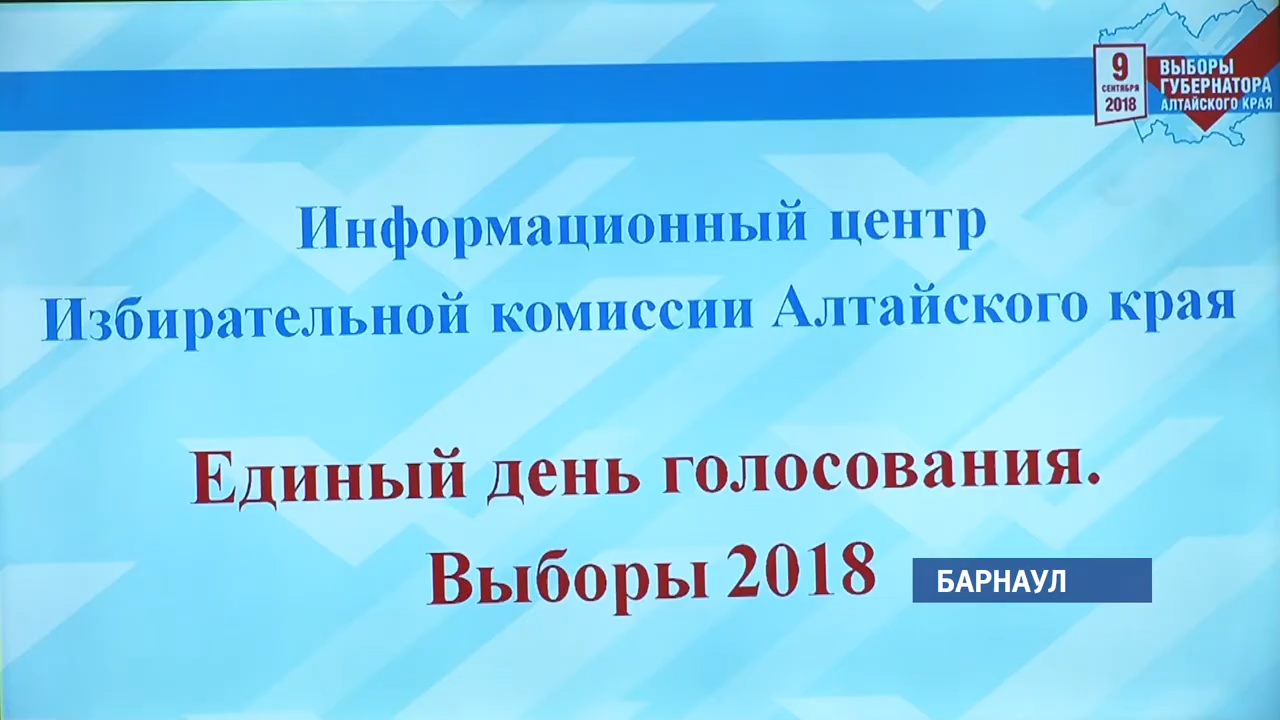 9
СЕНТЯБРЯ
2018
ВЫБОРЫ
ГУБЕРНАТОРА
АЛТАЙСКОГО КРАЯ
Информационный центр
Избирательной комиссии Алтайского края
Единый день голосования.
Выборы 2018
БАРНАУЛ